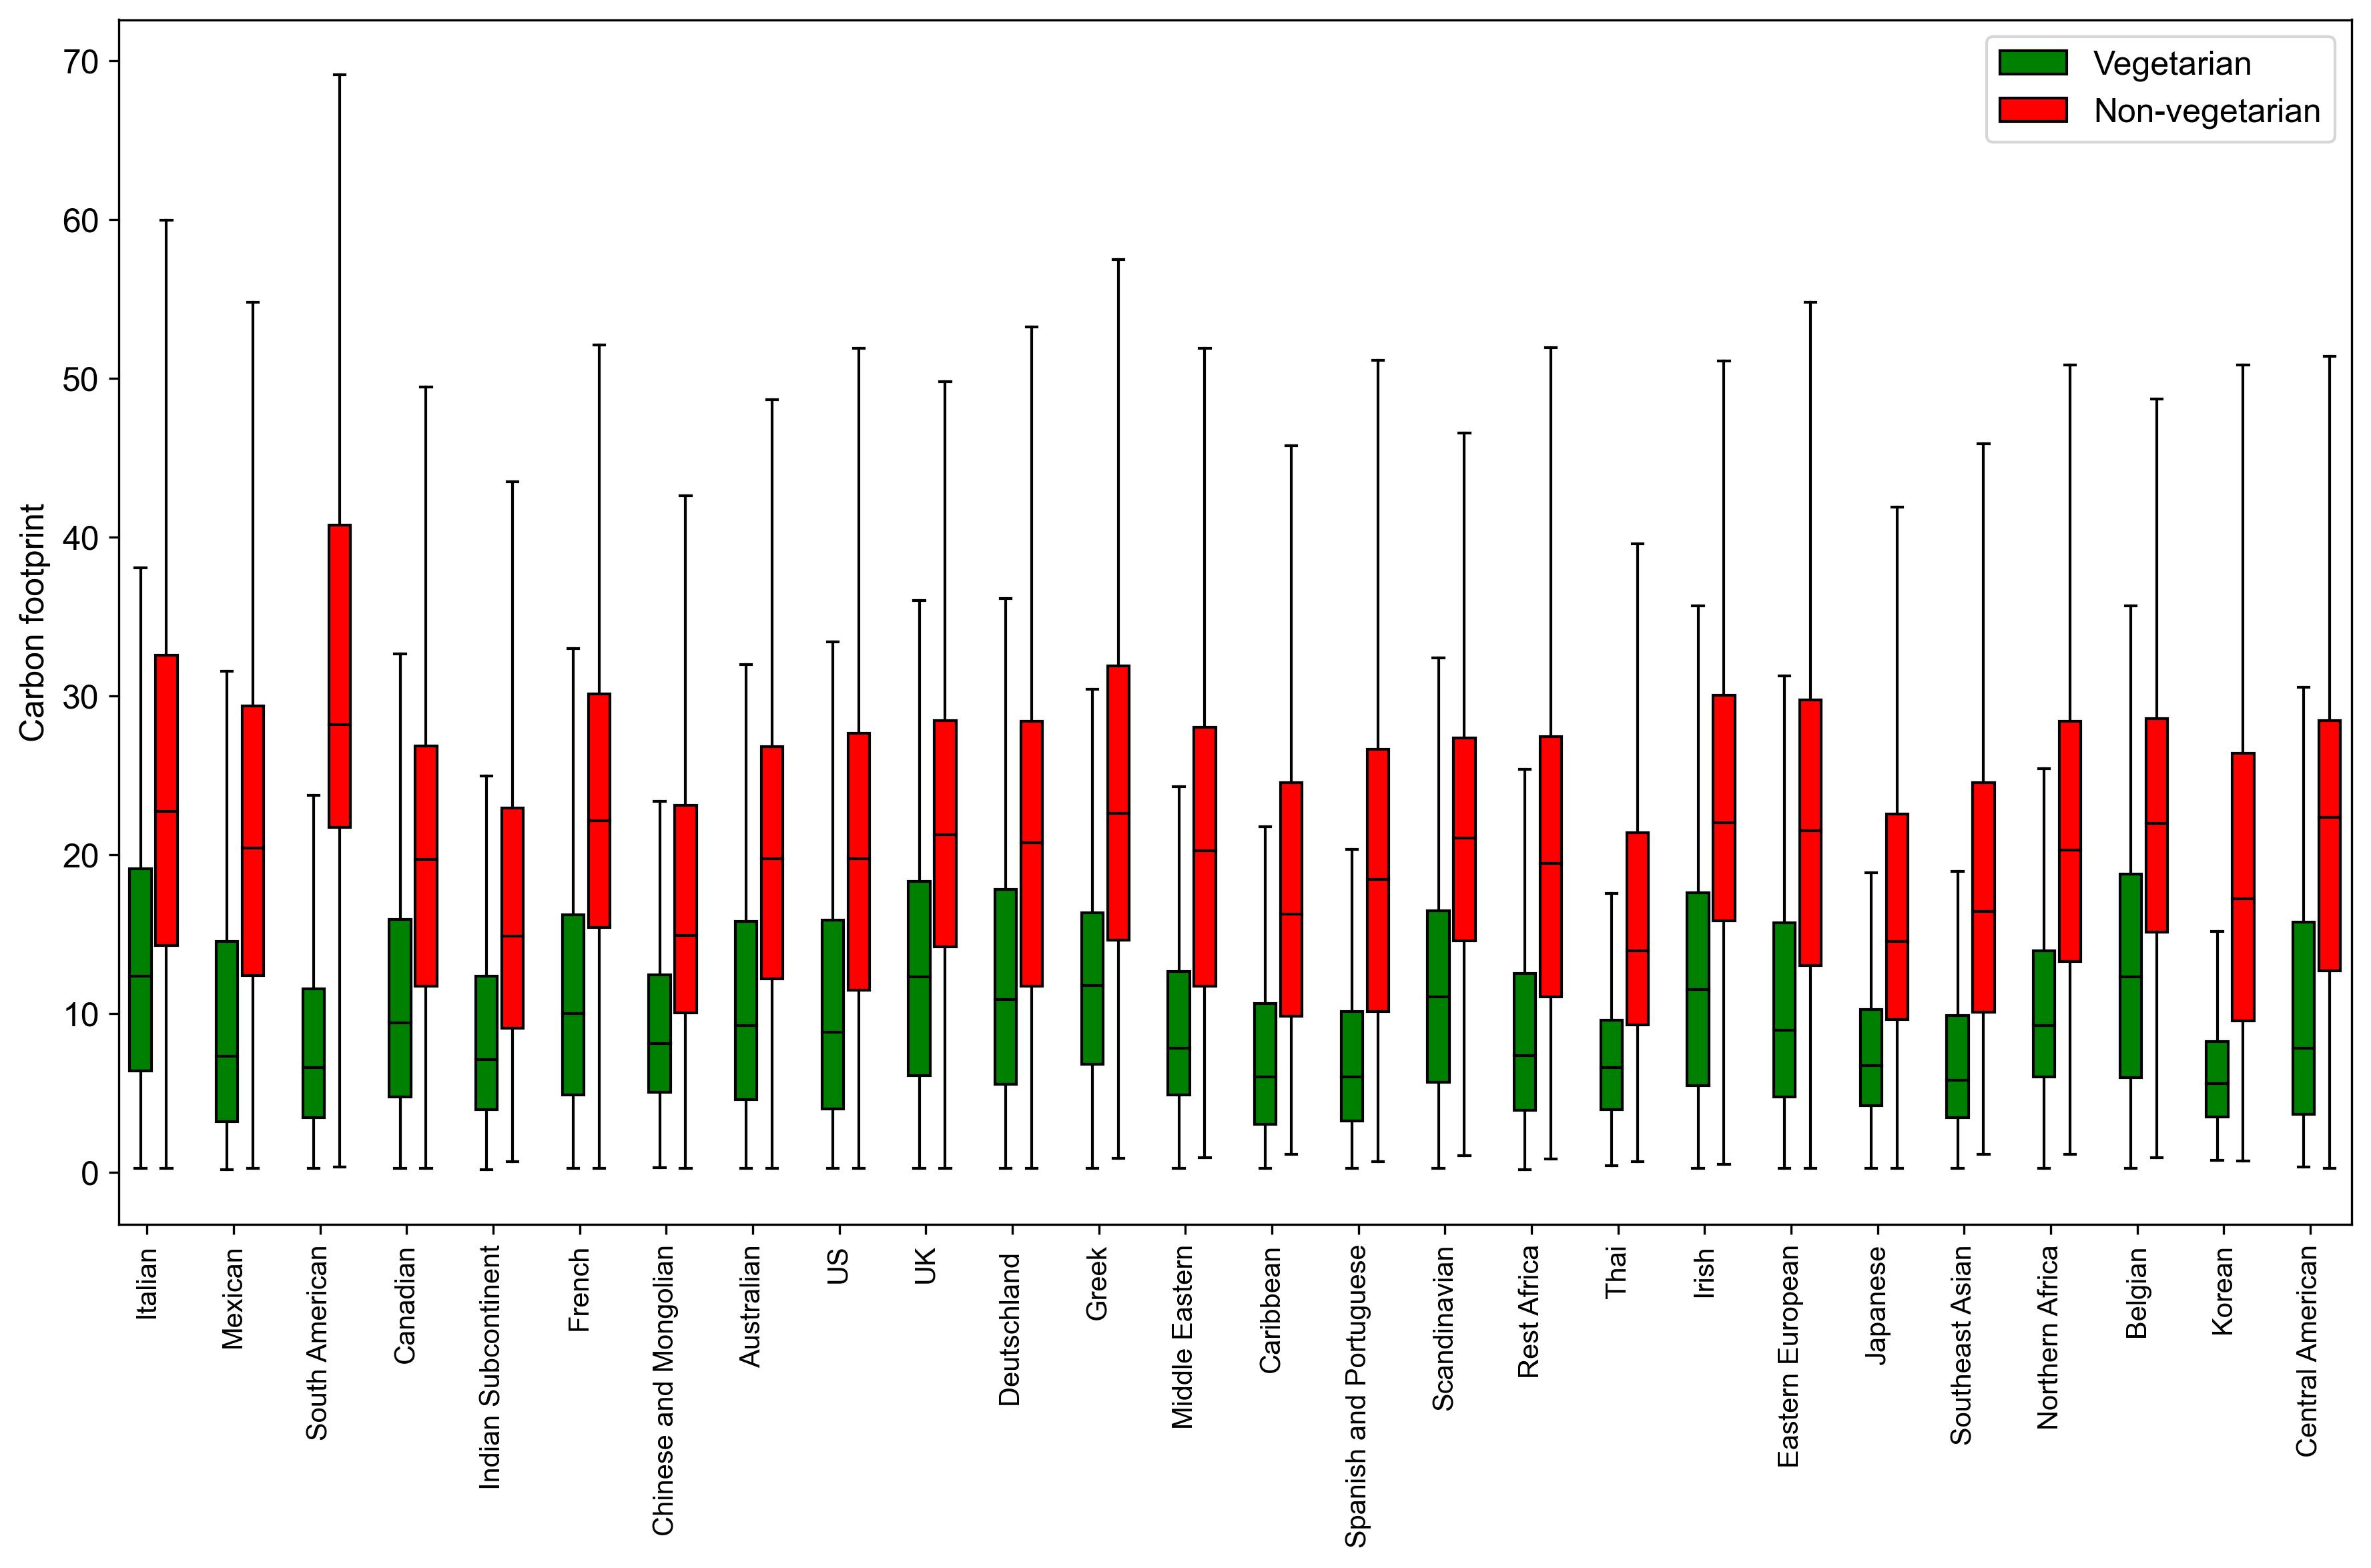 Vegetarian
Non-vegetarian
Carbon footprint
70
60
50
40
30
20
10
0
Italian
Mexican
South American
Canadian
Indian Subcontinent
French
Chinese and Mongolian
Australian
US
UK
Deutschland
Greek
Middle Eastern
Caribbean
Spanish and Portuguese
Scandinavian
Rest Africa
Thai
Irish
Eastern European
Japanese
Southeast Asian
Northern Africa
Belgian
Korean
Central American